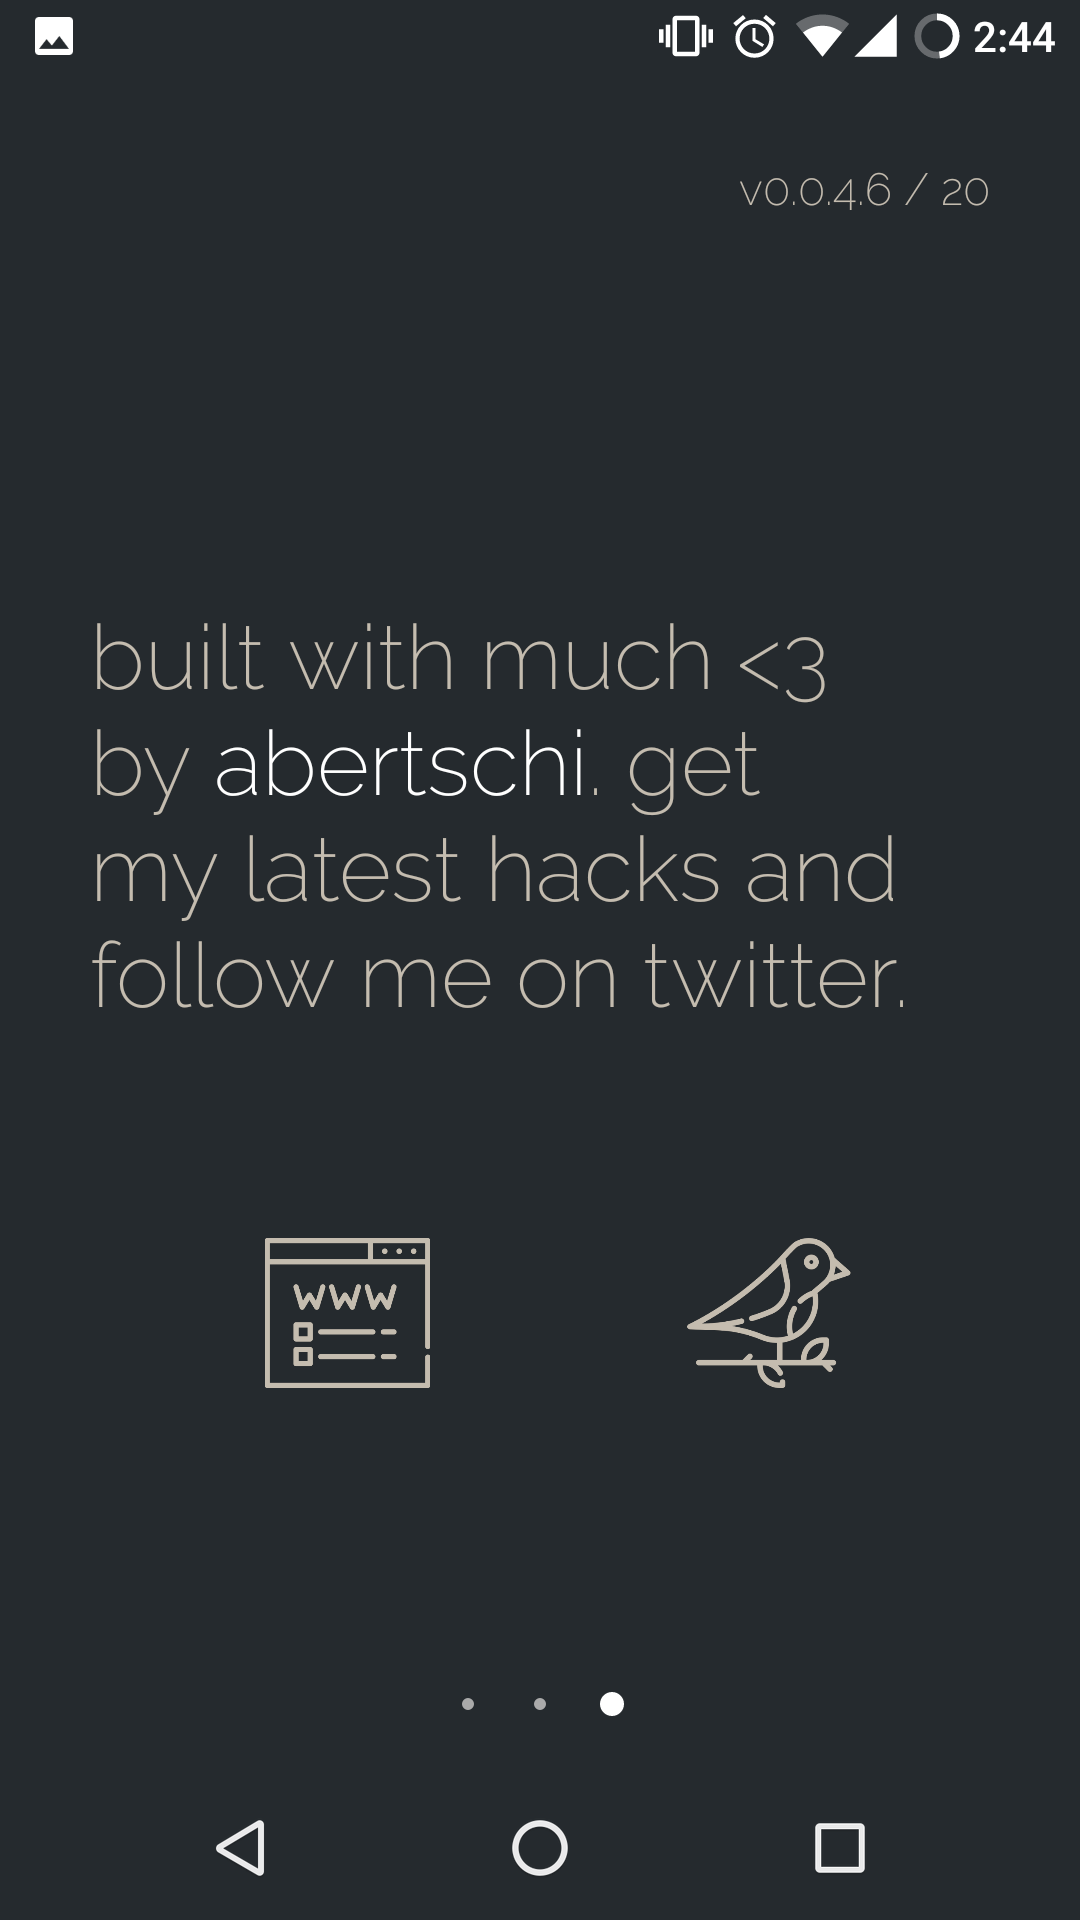 2:44
v0.0.4.6 / 20
built with much <3
by abertschi. get
my latest hacks and
follow me on twitter.
WWW